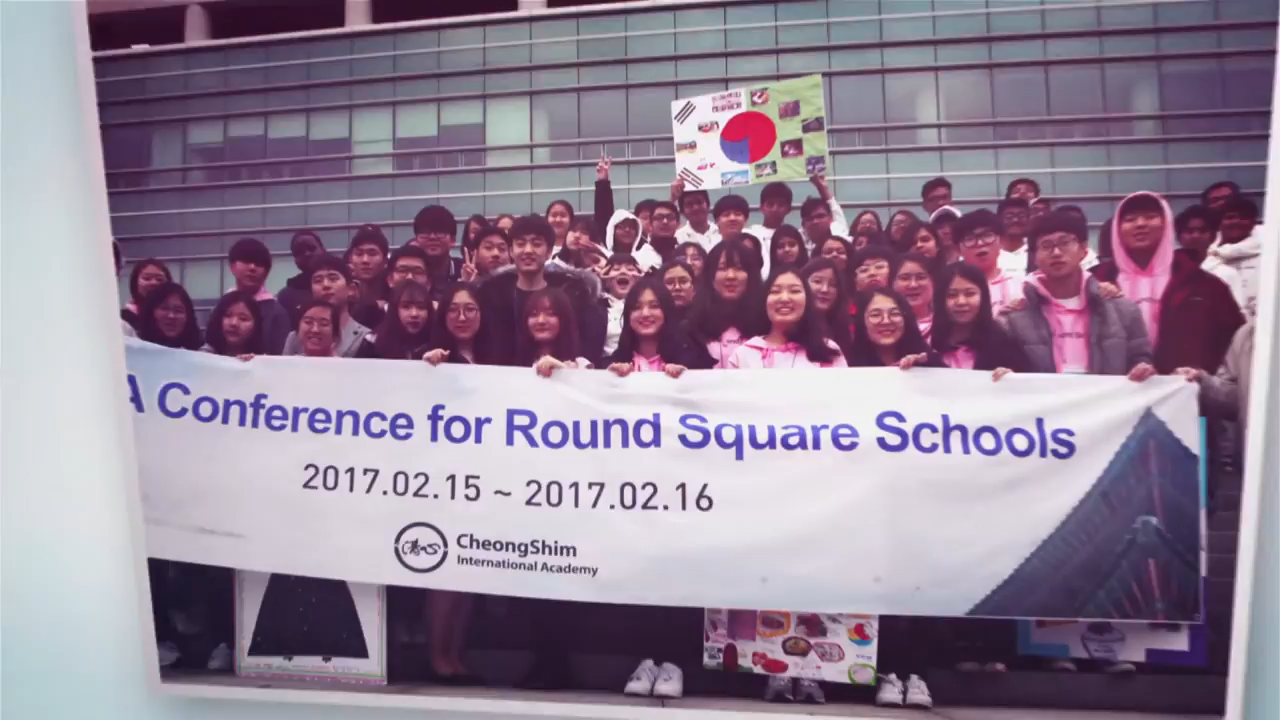 A Conference for Round Square Schools
2017.02.15 ~ 2017.02.16
CheongShim
International Academy